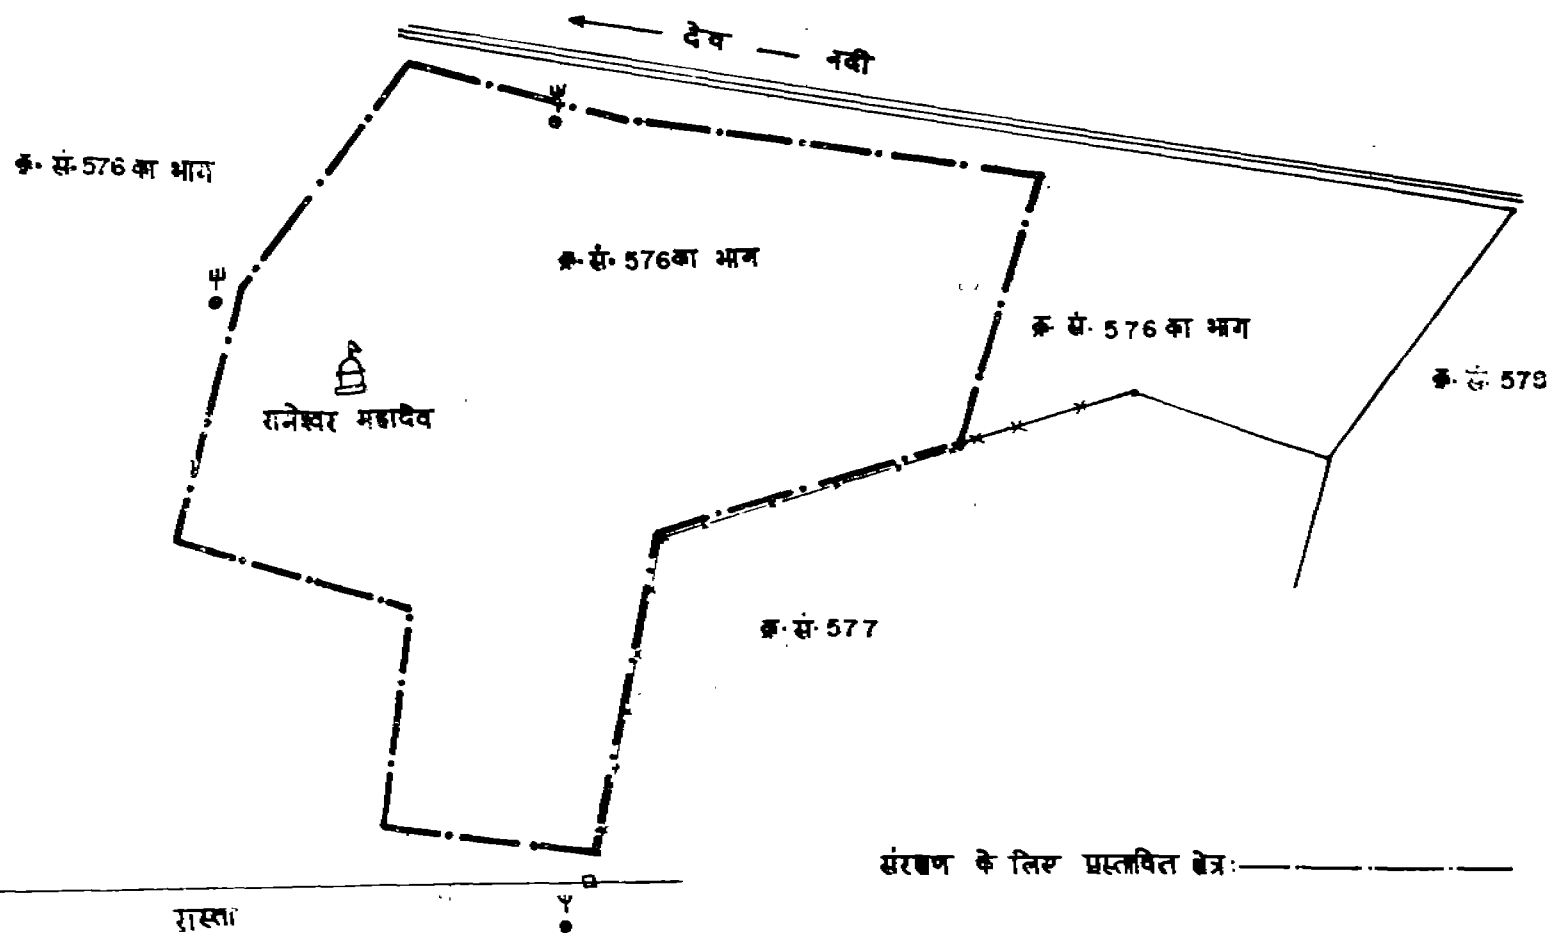 देव — नदी
क्र. सं. 576 का भाग
क्र. सं. 576 का भाग
क्र सं. 576 का भाग
क्र. सं. 578
रामेश्वर महादेव
क्र. सं. 577
संरक्षण के लिए प्रस्तावित क्षेत्र:
रास्ता